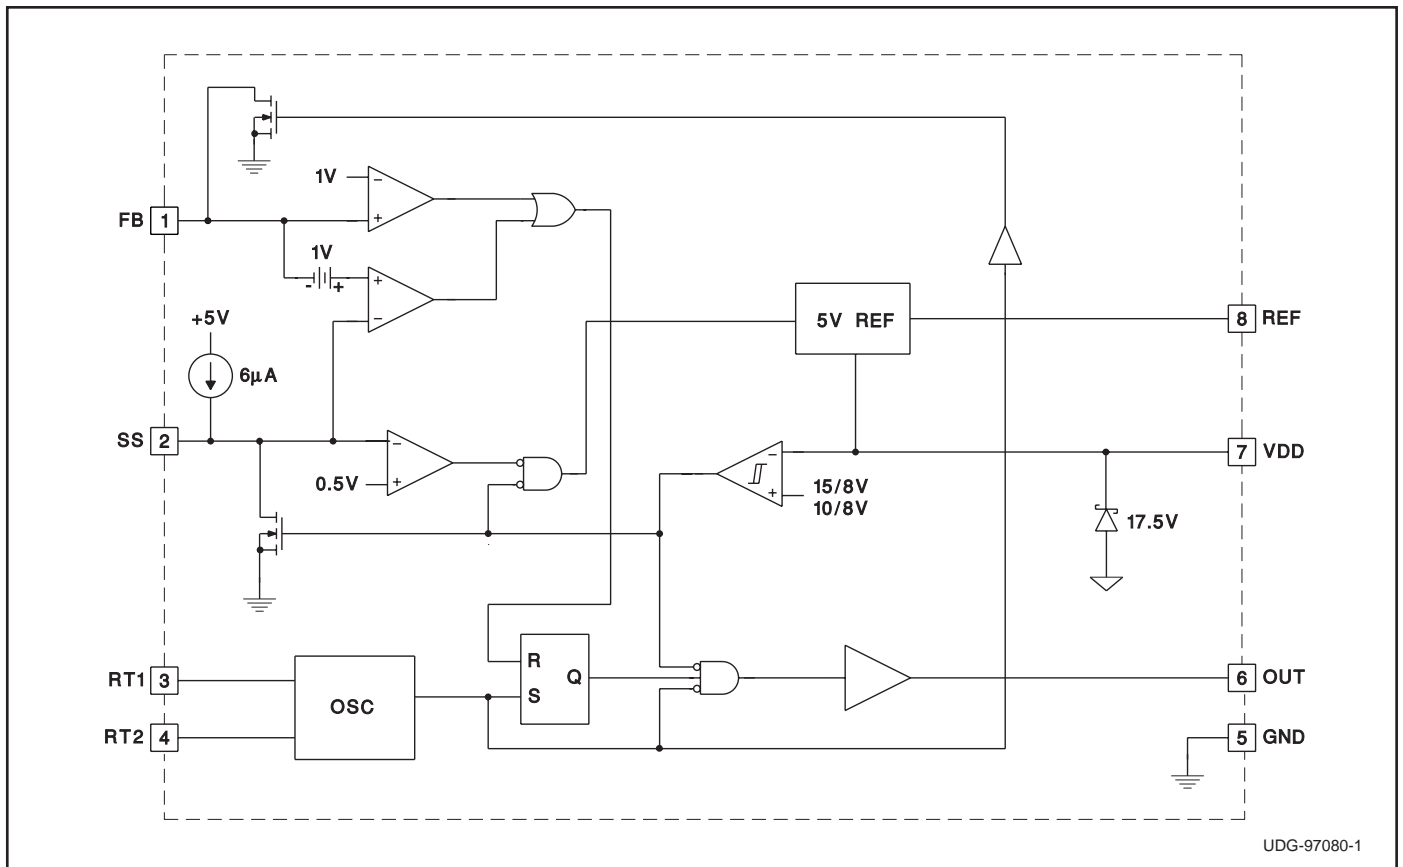 1V
FB 1
1V
- +
- +
+ -
+5V
5V REF
8 REF
6µA
SS 2
- +
0.5V
- +
15/8V
10/8V
7 VDD
17.5V
RT1 3
RT2 4
OSC
R
S
Q
6 OUT
5 GND
UDG-97080-1